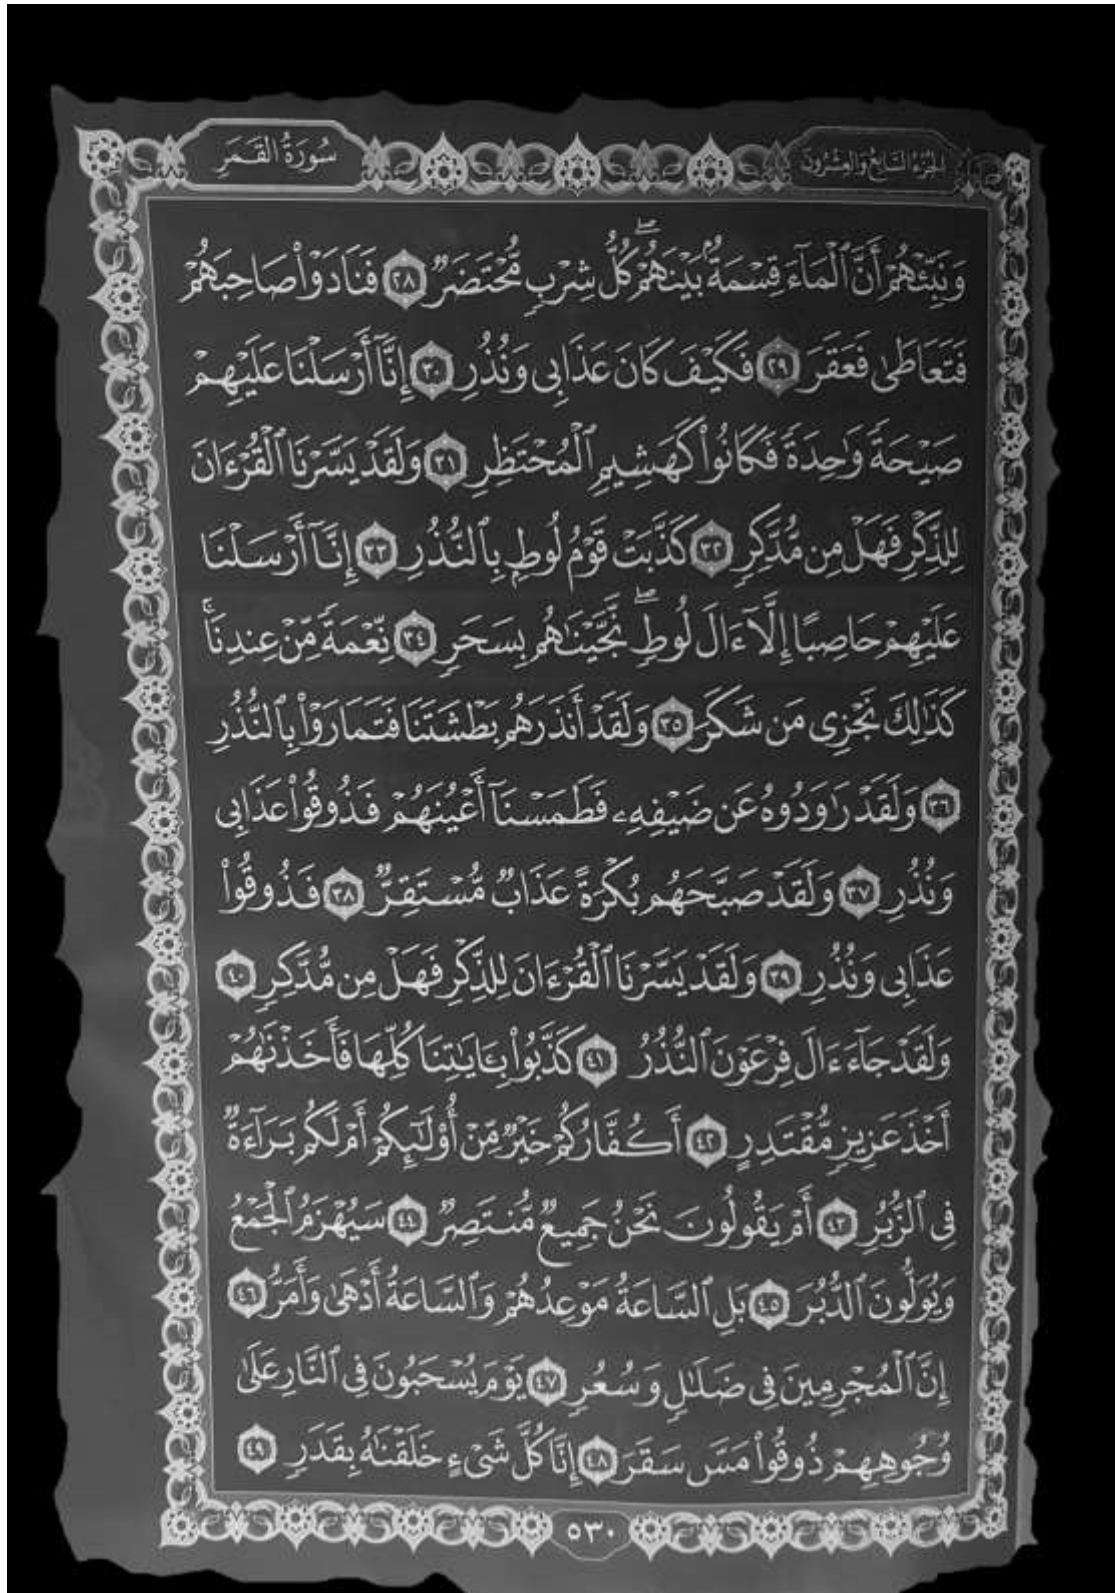 الجزء السابع والعشرون
سُورَةُ الْقَمَرِ
وَنَبِّئْهُمْ أَنَّ ٱلْمَآءَ قِسْمَةٌۢ بَيْنَهُمْۖ كُلُّ شِرْبٍ مُّحْتَضَرٌ ٢٨ فَنَادَوْا۟ صَاحِبَهُمْ
فَتَعَاطَىٰ فَعَقَرَ ٢٩ فَكَيْفَ كَانَ عَذَابِى وَنُذُرِ ٣٠ إِنَّآ أَرْسَلْنَا عَلَيْهِمْ
صَيْحَةً وَٰحِدَةً فَكَانُوا۟ كَهَشِيمِ ٱلْمُحْتَظِرِ ٣١ وَلَقَدْ يَسَّرْنَا ٱلْقُرْءَانَ
لِلذِّكْرِ فَهَلْ مِن مُّدَّكِرٍ ٣٢ كَذَّبَتْ قَوْمُ لُوطٍۭ بِٱلنُّذُرِ ٣٣ إِنَّآ أَرْسَلْنَا
عَلَيْهِمْ حَاصِبًا إِلَّآ ءَالَ لُوطٍۖ نَّجَّيْنَٰهُم بِسَحَرٍ ٣٤ نِّعْمَةً مِّنْ عِندِنَاۚ
كَذَٰلِكَ نَجْزِى مَن شَكَرَ ٣٥ وَلَقَدْ أَنذَرَهُم بَطْشَتَنَا فَتَمَارَوْا۟ بِٱلنُّذُرِ
٣٦ وَلَقَدْ رَٰوَدُوهُ عَن ضَيْفِهِۦ فَطَمَسْنَآ أَعْيُنَهُمْ فَذُوقُوا۟ عَذَابِى
وَنُذُرِ ٣٧ وَلَقَدْ صَبَّحَهُم بُكْرَةً عَذَابٌ مُّسْتَقِرٌّ ٣٨ فَذُوقُوا۟
عَذَابِى وَنُذُرِ ٣٩ وَلَقَدْ يَسَّرْنَا ٱلْقُرْءَانَ لِلذِّكْرِ فَهَلْ مِن مُّدَّكِرٍ ٤٠
وَلَقَدْ جَآءَ ءَالَ فِرْعَوْنَ ٱلنُّذُرُ ٤١ كَذَّبُوا۟ بِـَٔايَٰتِنَا كُلِّهَا فَأَخَذْنَٰهُمْ
أَخْذَ عَزِيزٍ مُّقْتَدِرٍ ٤٢ أَكُفَّارُكُمْ خَيْرٌ مِّنْ أُو۟لَٰٓئِكُمْ أَمْ لَكُم بَرَآءَةٌ
فِى ٱلزُّبُرِ ٤٣ أَمْ يَقُولُونَ نَحْنُ جَمِيعٌ مُّنتَصِرٌ ٤٤ سَيُهْزَمُ ٱلْجَمْعُ
وَيُوَلُّونَ ٱلدُّبُرَ ٤٥ بَلِ ٱلسَّاعَةُ مَوْعِدُهُمْ وَٱلسَّاعَةُ أَدْهَىٰ وَأَمَرُّ ٤٦
إِنَّ ٱلْمُجْرِمِينَ فِى ضَلَٰلٍ وَسُعُرٍ ٤٧ يَوْمَ يُسْحَبُونَ فِى ٱلنَّارِ عَلَىٰ
وُجُوهِهِمْ ذُوقُوا۟ مَسَّ سَقَرَ ٤٨ إِنَّا كُلَّ شَىْءٍ خَلَقْنَٰهُ بِقَدَرٍ ٤٩
٥٣٠